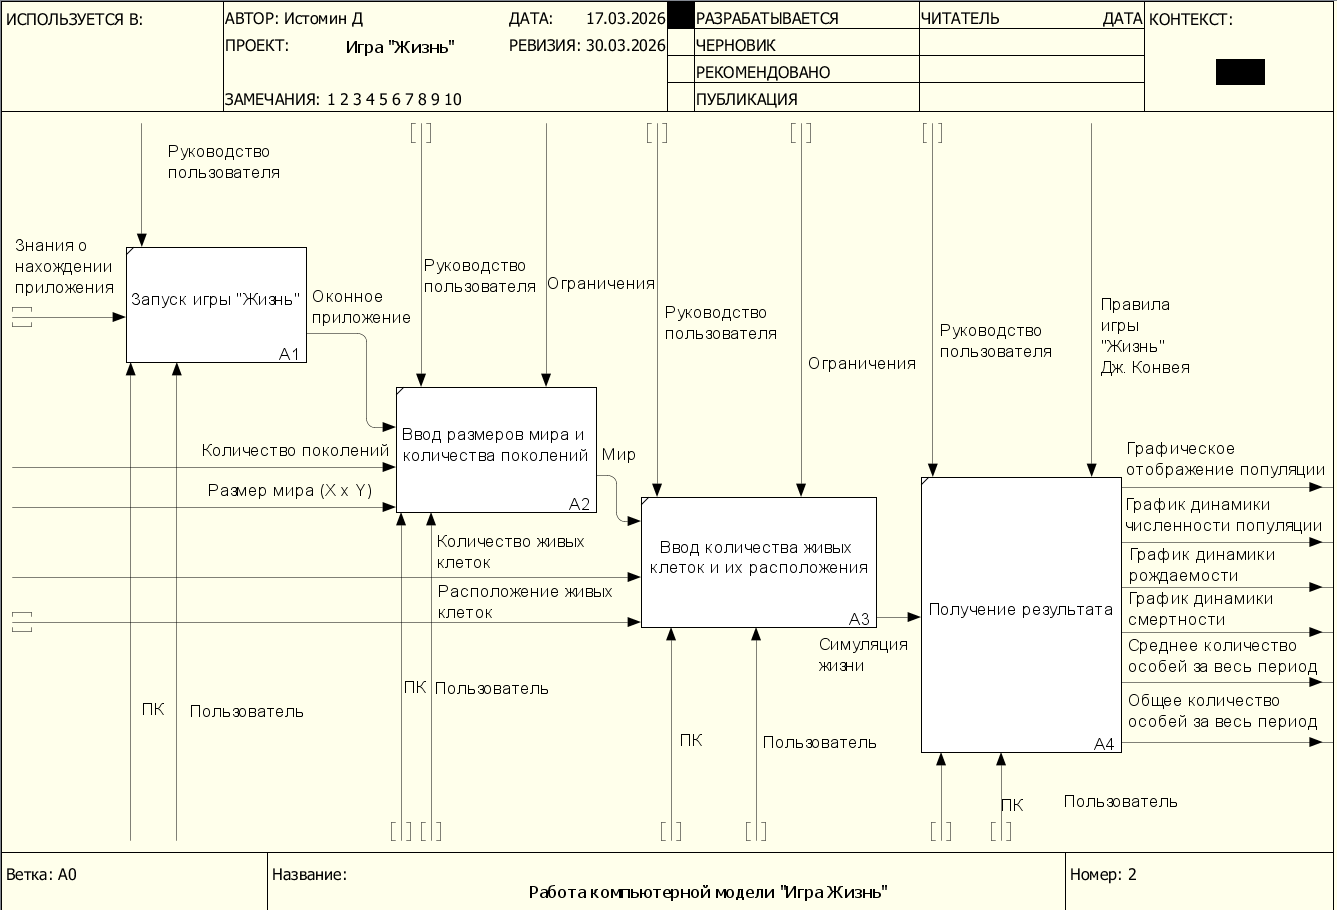 ИСПОЛЬЗУЕТСЯ В:
АВТОР: Истомин Д
ДАТА: 17.03.2026
РАЗРАБАТЫВАЕТСЯ
ЧИТАТЕЛЬ
ДАТА
КОНТЕКСТ:
ПРОЕКТ: Игра "Жизнь"
РЕВИЗИЯ: 30.03.2026
ЧЕРНОВИК
РЕКОМЕНДОВАНО
ЗАМЕЧАНИЯ: 1 2 3 4 5 6 7 8 9 10
ПУБЛИКАЦИЯ
Руководство
пользователя
Знания о
нахождении
приложения
Запуск игры "Жизнь"
A1
Оконное
приложение
Руководство
пользователя
Ограничения
Руководство
пользователя
Ограничения
Руководство
пользователя
Правила
игры
"Жизнь"
Дж. Конвея
Количество поколений
Размер мира (X x Y)
Ввод размеров мира и
количества поколений
A2
Мир
Количество живых
клеток
Расположение живых
клеток
Ввод количества живых
клеток и их расположения
A3
Симуляция
жизни
Получение результата
A4
Графическое
отображение популяции
График динамики
численности популяции
График динамики
рождаемости
График динамики
смертности
Среднее количество
особей за весь период
Общее количество
особей за весь период
ПК
Пользователь
ПК
Пользователь
ПК
Пользователь
ПК
Пользователь
Ветка: A0
Название:
Работа компьютерной модели "Игра Жизнь"
Номер: 2